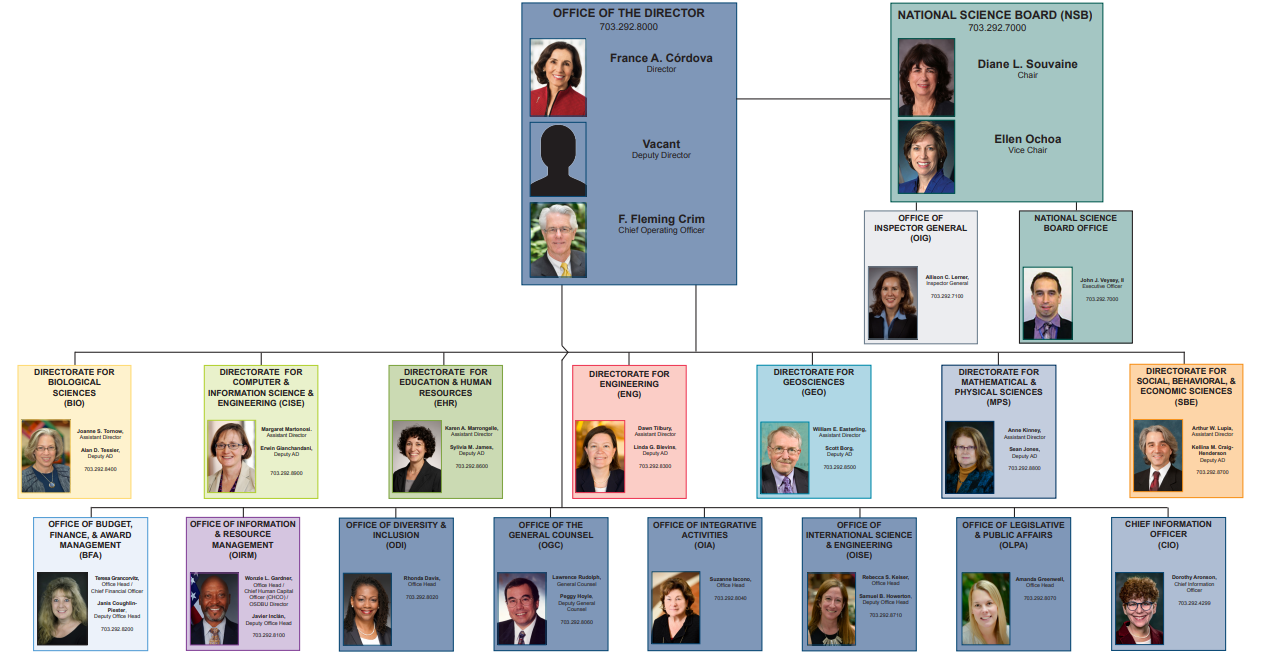 OFFICE OF THE DIRECTOR
703.292.8000
France A. Córdova
Director
Vacant
Deputy Director
F. Fleming Crim
Chief Operating Officer
NATIONAL SCIENCE BOARD (NSB)
703.292.7000
Diane L. Souvaine
Chair
Ellen Ochoa
Vice Chair
OFFICE OF
INSPECTOR GENERAL
(OIG)
Allison C. Lerner,
Inspector General
703.292.7100
NATIONAL SCIENCE
BOARD OFFICE
John J. Veysey, II
Executive Officer
703.292.7000
DIRECTORATE FOR
BIOLOGICAL
SCIENCES
(BIO)
Joanne S. Tornow,
Assistant Director
Alan D. Tessier,
Deputy AD
703.292.8400
DIRECTORATE FOR
COMPUTER &
INFORMATION SCIENCE &
ENGINEERING (CISE)
Margaret Martonosi.
Assistant Director
Erwin Gianchandani,
Deputy AD
703.292.8900
DIRECTORATE FOR
EDUCATION & HUMAN
RESOURCES
(EHR)
Karen A. Marrongelle,
Assistant Director
Sylivia M. James,
Deputy AD
703.292.8600
DIRECTORATE FOR
ENGINEERING
(ENG)
Dawn Tilbury,
Assistant Director
Linda G. Blevins,
Deputy AD
703.292.8300
DIRECTORATE FOR
GEOSCIENCES
(GEO)
William E. Easterling,
Assistant Director
Scott Borg,
Deputy AD
703.292.8500
DIRECTORATE FOR
MATHEMATICAL &
PHYSICAL SCIENCES
(MPS)
Anne Kinney,
Assistant Director
Sean Jones,
Deputy AD
703.292.8800
DIRECTORATE FOR
SOCIAL, BEHAVIORAL, &
ECONOMIC SCIENCES
(SBE)
Arthur W. Lupia,
Assistant Director
Kellina M. Craig-
Henderson
Deputy AD
703.292.8700
OFFICE OF BUDGET,
FINANCE, & AWARD
MANAGEMENT
(BFA)
Teresa Grancorvitz,
Office Head /
Chief Financial Officer
Janis Coughlin-
Piester,
Deputy Office Head
703.292.8200
OFFICE OF INFORMATION
& RESOURCE
MANAGEMENT
(OIRM)
Wonzie L. Gardner,
Office Head /
Chief Human Capital
Officer (CHCO) /
OSDBU Director
Javier Inclán,
Deputy Office Head
703.292.8100
OFFICE OF DIVERSITY &
INCLUSION
(ODI)
Rhonda Davis,
Office Head
703.292.8020
OFFICE OF THE
GENERAL COUNSEL
(OGC)
Lawrence Rudolph,
General Counsel
Peggy Hoyle,
Deputy General
Counsel
703.292.8060
OFFICE OF INTEGRATIVE
ACTIVITIES
(OIA)
Suzanne Iacono,
Office Head
703.292.8040
OFFICE OF
INTERNATIONAL SCIENCE
& ENGINEERING
(OISE)
Rebecca S. Keiser,
Office Head
Samuel B. Howerton,
Deputy Office Head
703.292.8710
OFFICE OF LEGISLATIVE
& PUBLIC AFFAIRS
(OLPA)
Amanda Greenwell,
Office Head
703.292.8070
CHIEF INFORMATION
OFFICER
(CIO)
Dorothy Aronson,
Chief Information
Officer
703.292.4299